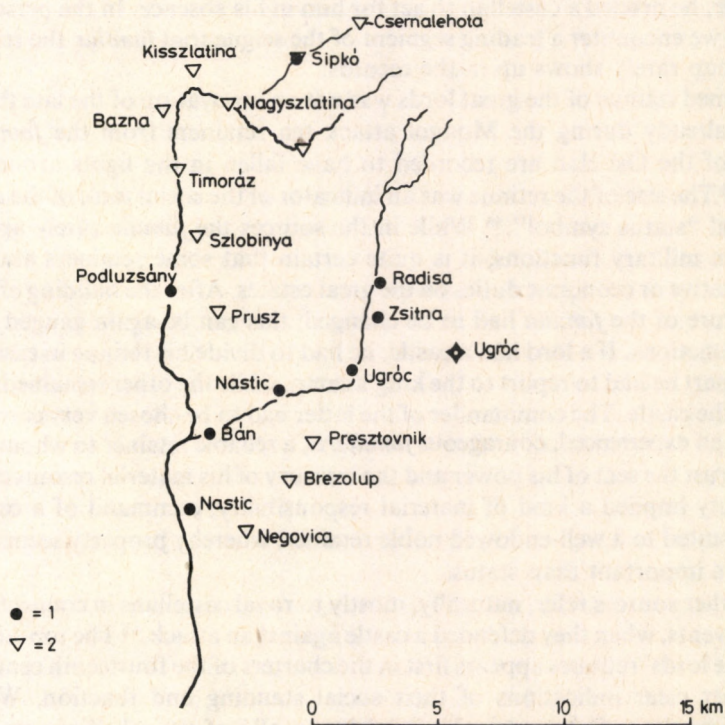 Csemalehota
Kisszlatina
Sipkó
Bazna
Nagyszlatina
Timoráz
Szlobinya
Podluzsány
Radisa
Prusz
Zsitna
Ugróc
Ugróc
Nastic
Bán
Presztovnik
Brezolup
Nastic
Negovica
● = 1
▽ = 2
0 5 10 15 km